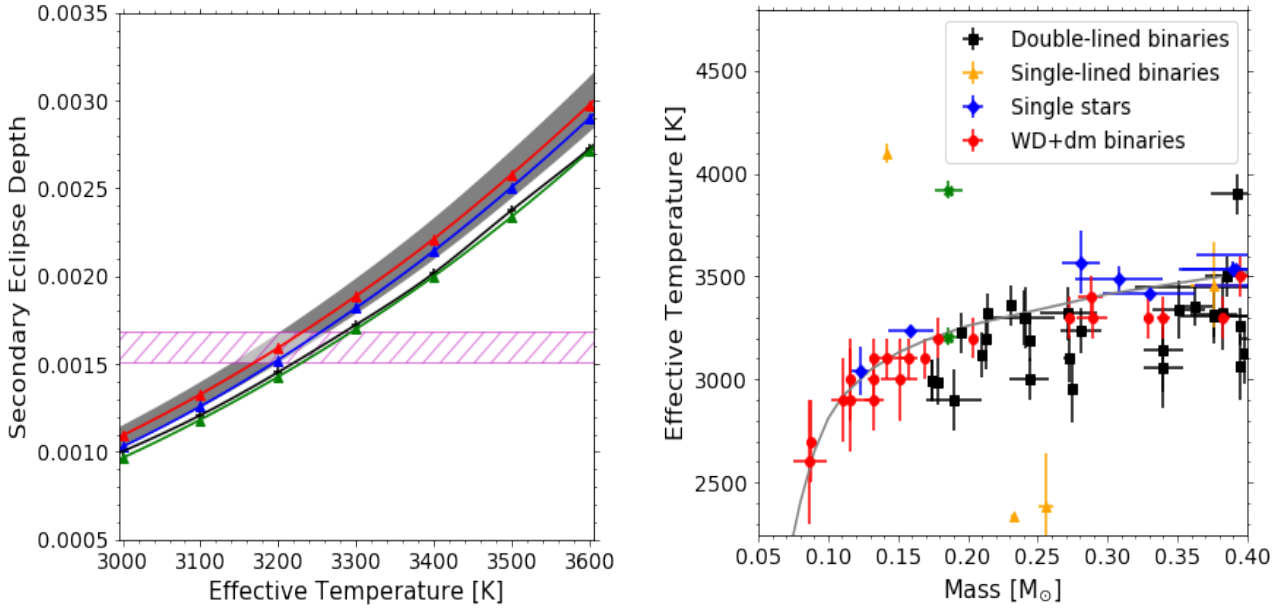 0.0035
0.0030
0.0025
0.0020
0.0015
0.0010
0.0005
Secondary Eclipse Depth
3000 3100 3200 3300 3400 3500 3600
Effective Temperature [K]
4500
4000
3500
3000
2500
Effective Temperature [K]
Double-lined binaries
Single-lined binaries
Single stars
WD+dm binaries
0.05 0.10 0.15 0.20 0.25 0.30 0.35 0.40
Mass [M☉]